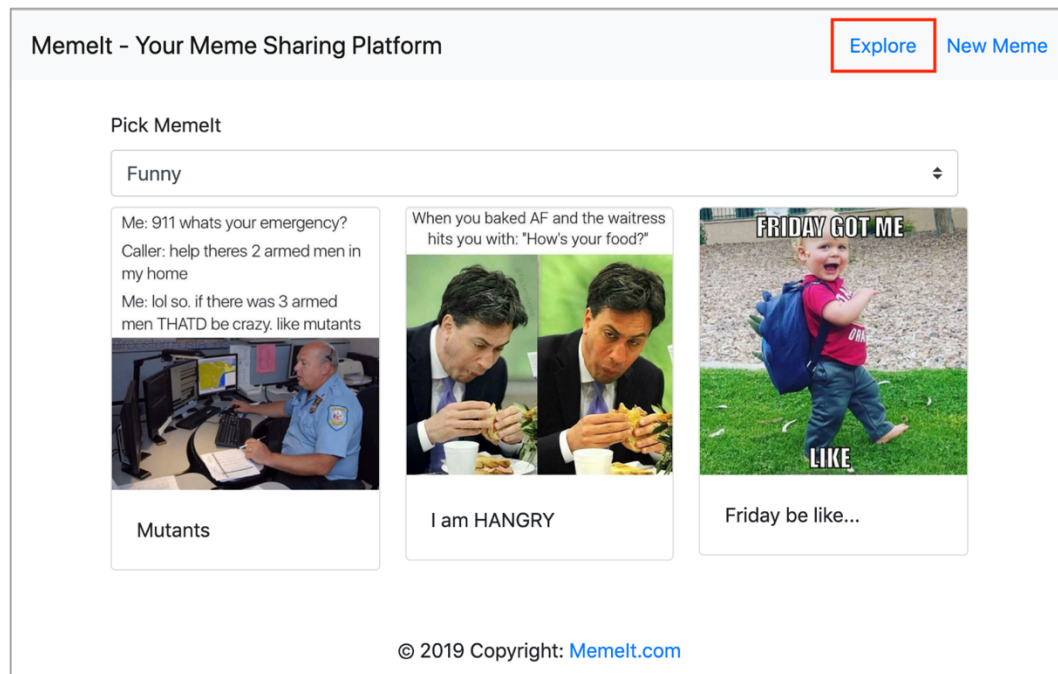 MemeIt - Your Meme Sharing Platform
Explore
New Meme
Pick MemeIt
Funny
Me: 911 whats your emergency?
Caller: help theres 2 armed men in
my home
Me: lol so. if there was 3 armed
men THATD be crazy. like mutants
Mutants
When you baked AF and the waitress
hits you with: "How's your food?"
I am HANGRY
FRIDAY GOT ME
LIKE
Friday be like...
© 2019 Copyright: MemeIt.com